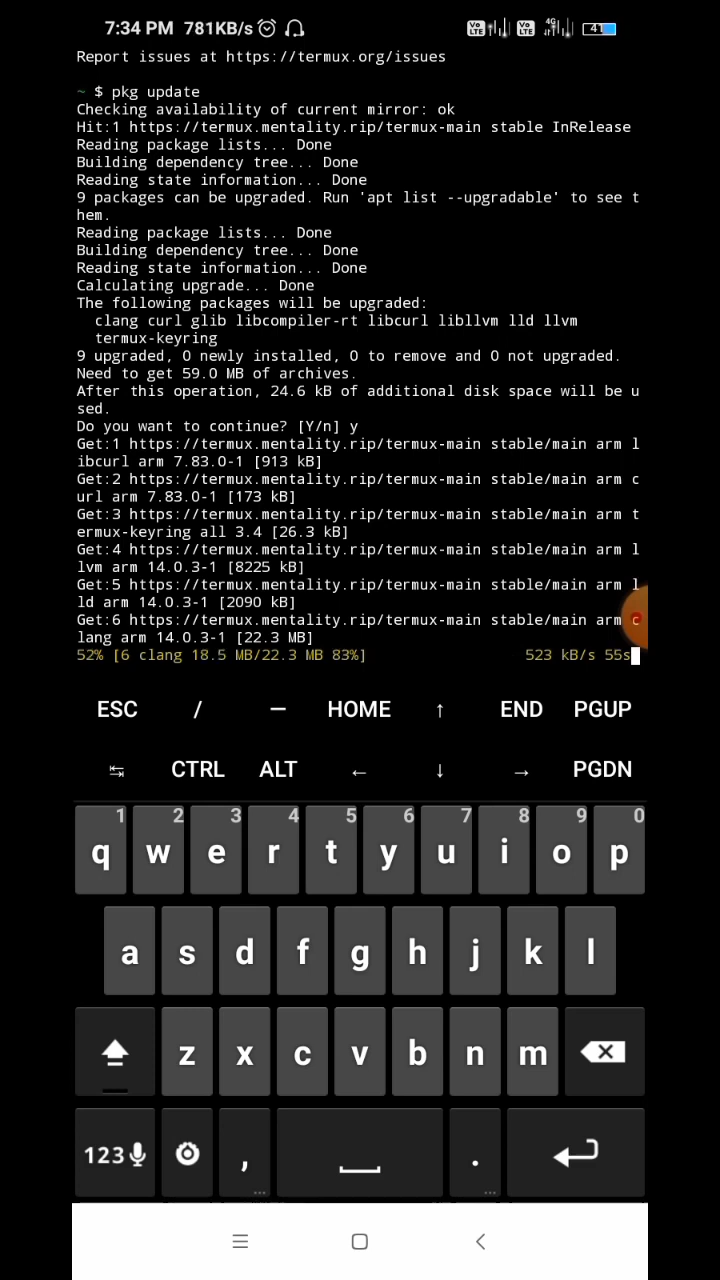 7:34 PM 781KB/s Vo LTE Vo LTE 4G 41
Report issues at https://termux.org/issues
~ $ pkg update
Checking availability of current mirror: ok
Hit:1 https://termux.mentality.rip/termux-main stable InRelease
Reading package lists... Done
Building dependency tree... Done
Reading state information... Done
9 packages can be upgraded. Run 'apt list --upgradable' to see t
hem.
Reading package lists... Done
Building dependency tree... Done
Reading state information... Done
Calculating upgrade... Done
The following packages will be upgraded:
clang curl glib libcompiler-rt libcurl libllvm lld llvm
termux-keyring
9 upgraded, 0 newly installed, 0 to remove and 0 not upgraded.
Need to get 59.0 MB of archives.
After this operation, 24.6 kB of additional disk space will be u
sed.
Do you want to continue? [Y/n] y
Get:1 https://termux.mentality.rip/termux-main stable/main arm l
ibcurl arm 7.83.0-1 [913 kB]
Get:2 https://termux.mentality.rip/termux-main stable/main arm c
url arm 7.83.0-1 [173 kB]
Get:3 https://termux.mentality.rip/termux-main stable/main arm t
ermux-keyring all 3.4 [26.3 kB]
Get:4 https://termux.mentality.rip/termux-main stable/main arm l
lvm arm 14.0.3-1 [8225 kB]
Get:5 https://termux.mentality.rip/termux-main stable/main arm l
ld arm 14.0.3-1 [2090 kB]
Get:6 https://termux.mentality.rip/termux-main stable/main arm c
lang arm 14.0.3-1 [22.3 MB]
52% [6 clang 18.5 MB/22.3 MB 83%] 523 kB/s 55s
ESC / — HOME ↑ END PGUP
↹ CTRL ALT ← ↓ → PGDN
1 2 3 4 5 6 7 8 9 0
q w e r t y u i o p
a s d f g h j k l
z x c v b n m
123 , .
... ...